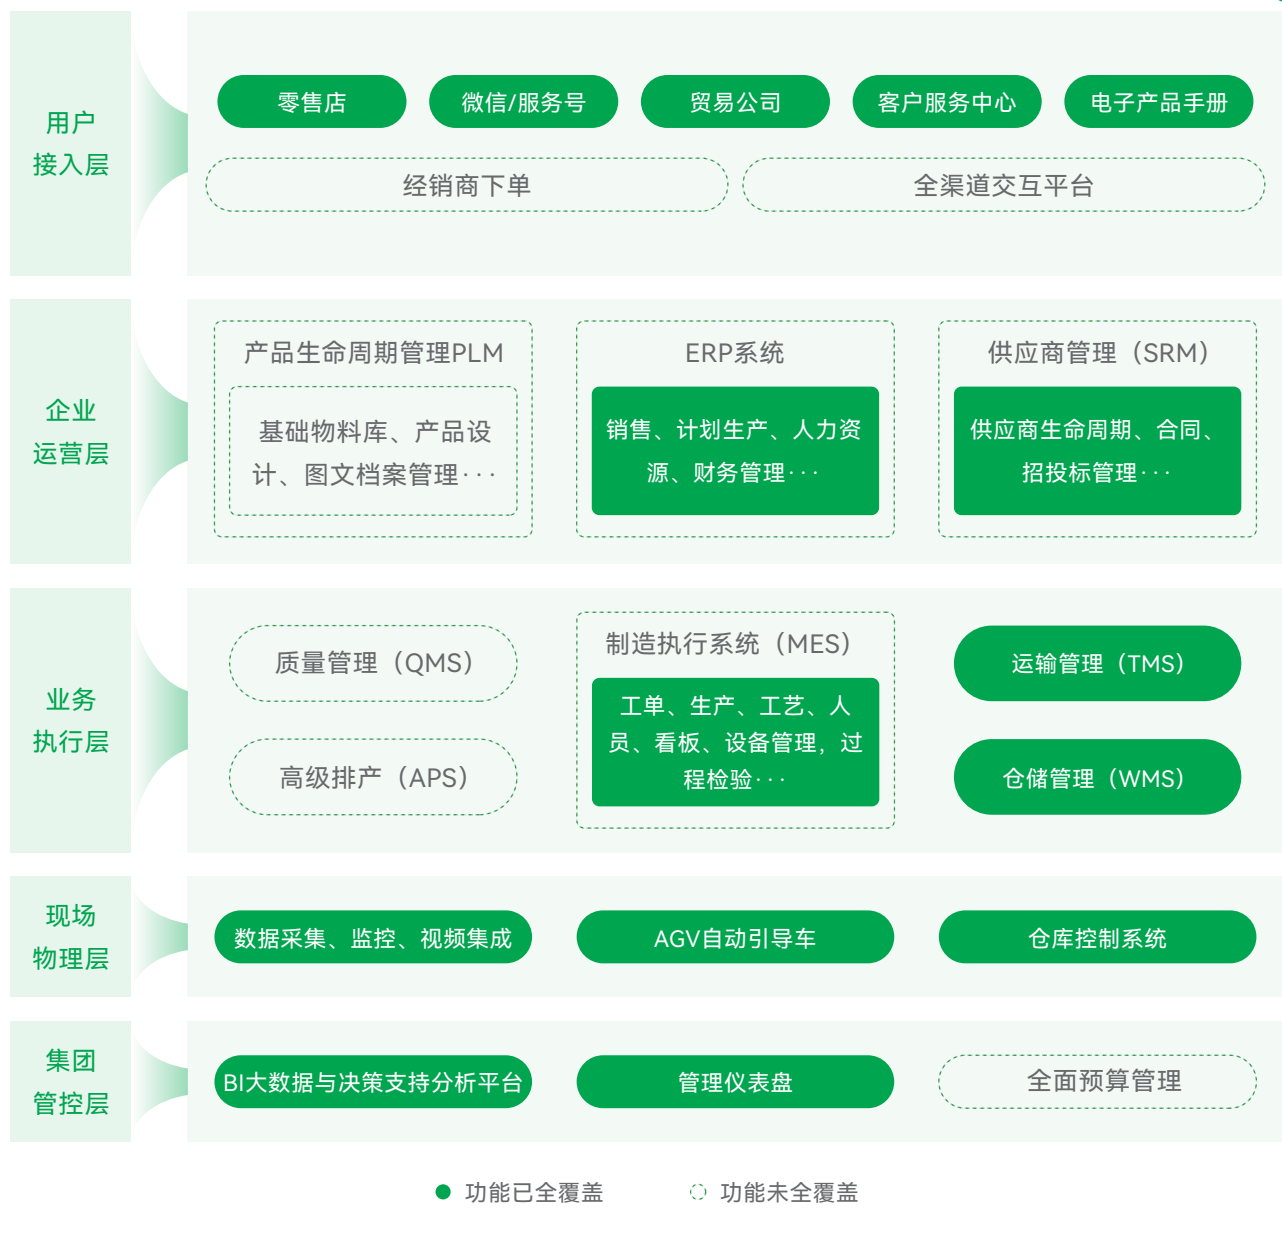 用户
接入层
零售店
微信/服务号
贸易公司
客户服务中心
电子产品手册
经销商下单
全渠道交互平台
企业
运营层
产品生命周期管理PLM
基础物料库、产品设
计、图文档案管理···
ERP系统
销售、计划生产、人力资
源、财务管理···
供应商管理（SRM）
供应商生命周期、合同、
招投标管理···
业务
执行层
质量管理（QMS）
高级排产（APS）
制造执行系统（MES）
工单、生产、工艺、人
员、看板、设备管理，过
程检验···
运输管理（TMS）
仓储管理（WMS）
现场
物理层
数据采集、监控、视频集成
AGV自动引导车
仓库控制系统
集团
管控层
BI大数据与决策支持分析平台
管理仪表盘
全面预算管理
功能已全覆盖
功能未全覆盖